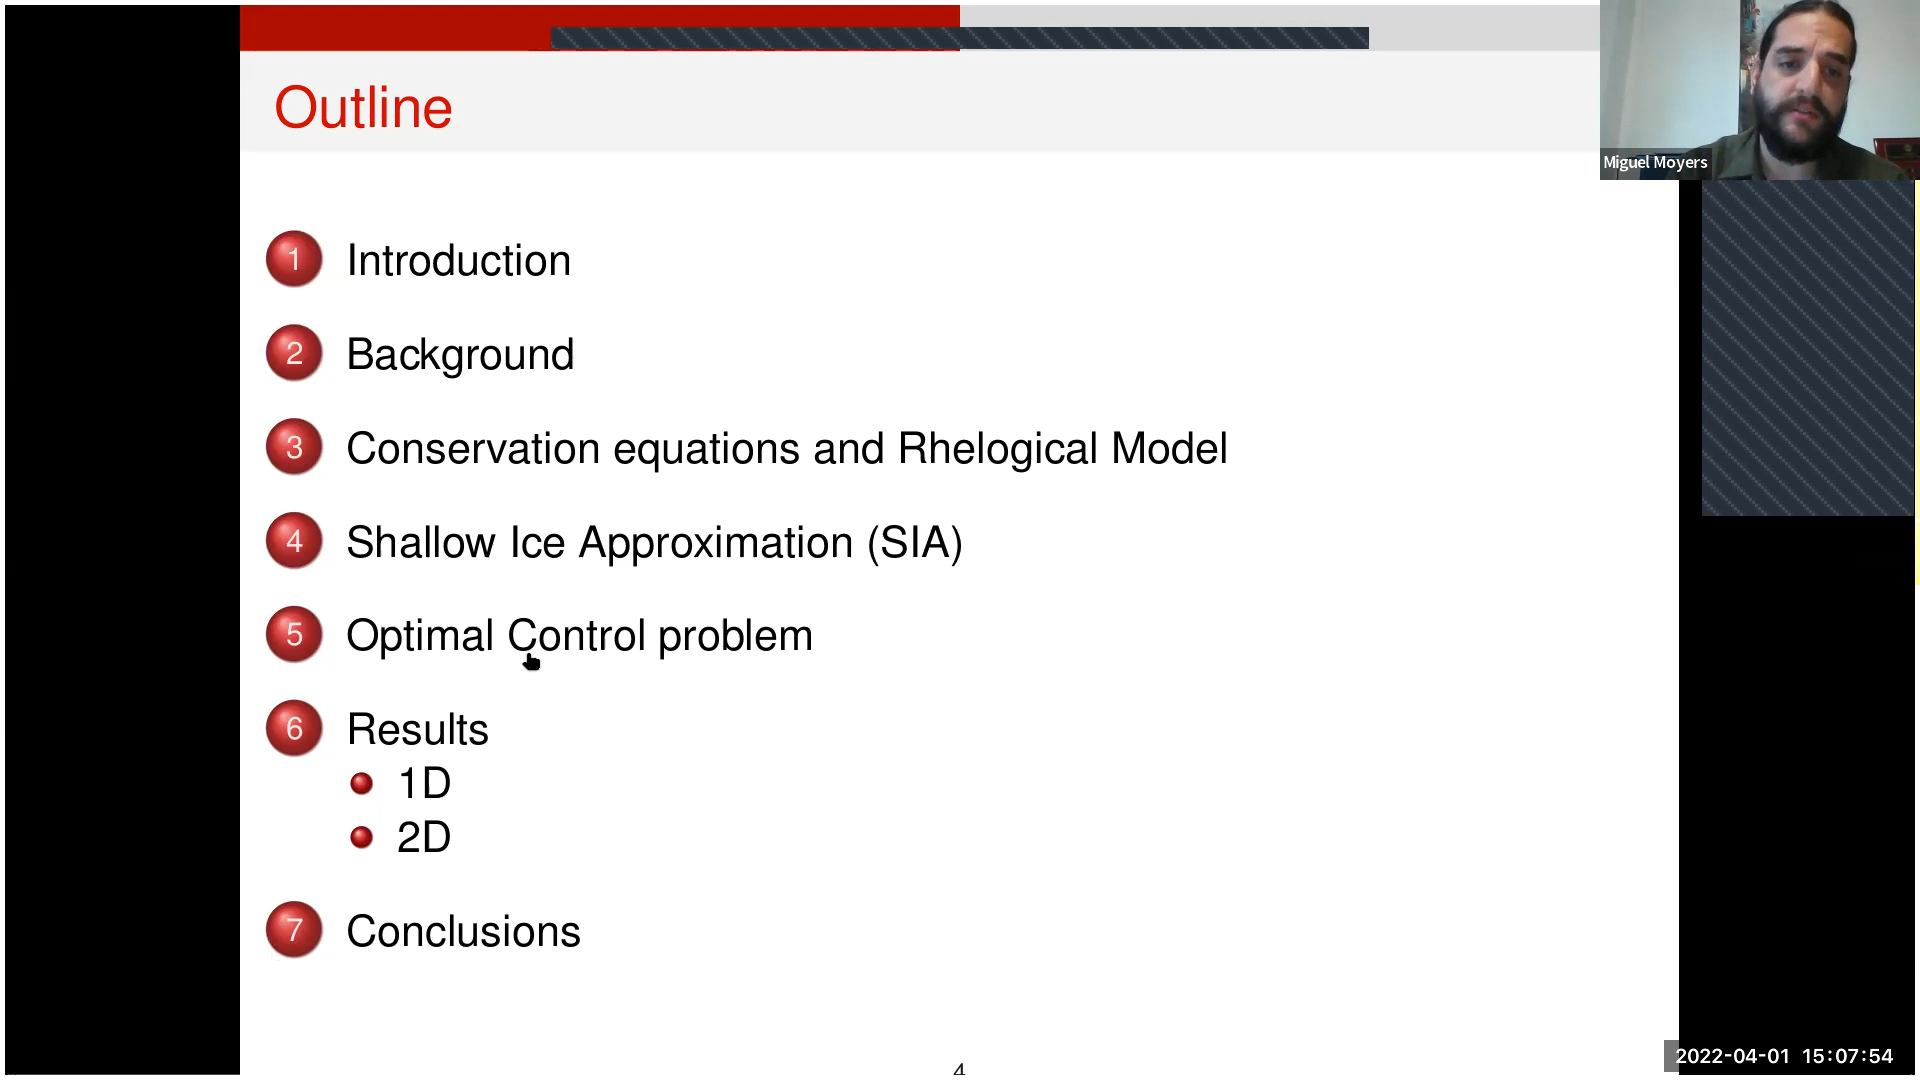 Outline
Miguel Moyers
1 Introduction
2 Background
3 Conservation equations and Rhelogical Model
4 Shallow Ice Approximation (SIA)
5 Optimal Control problem
6 Results
1D
2D
7 Conclusions
4
2022-04-01 15:07:54